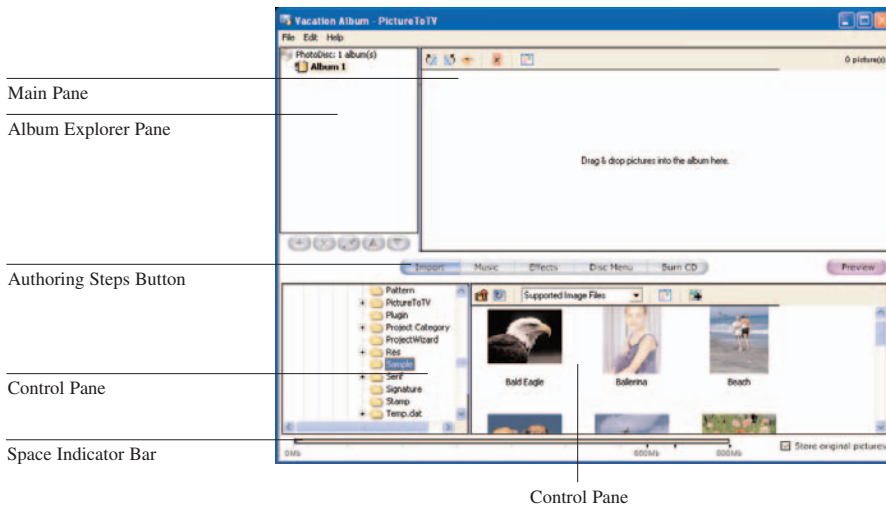 Vacation Album - PictureToTV
File Edit Help
PhotoDisc: 1 album(s)
Album 1
0 picture(s)
Main Pane
Album Explorer Pane
Drag & drop pictures into the album here.
Import Music Effects Disc Menu Burn CD Preview
Authoring Steps Button
Pattern
PictureToTV
Plugin
Project Category
ProjectWizard
Res
Sample
Serif
Signature
Stamp
Temp.dat
Supported Image Files
Bald Eagle Ballerina Beach
Control Pane
Space Indicator Bar
0Mb 600Mb 800Mb
Store original pictures
Control Pane